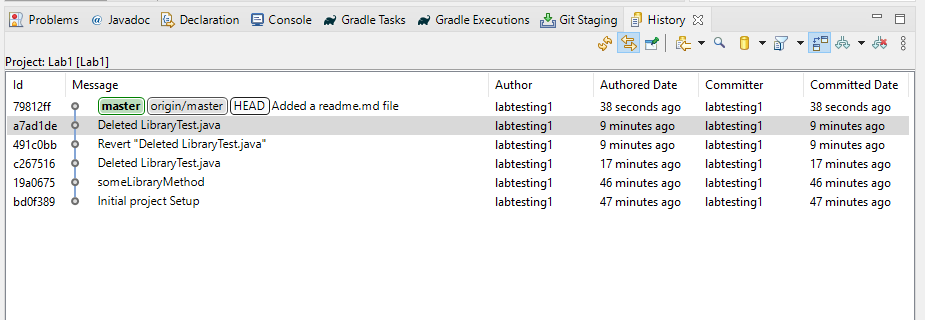 Problems @ Javadoc Declaration Console Gradle Tasks Gradle Executions Git Staging History
Project: Lab1 [Lab1]
Id Message Author Authored Date Committer Committed Date
79812ff master origin/master HEAD Added a readme.md file labtesting1 38 seconds ago labtesting1 38 seconds ago
a7ad1de Deleted LibraryTest.java labtesting1 9 minutes ago labtesting1 9 minutes ago
491c0bb Revert "Deleted LibraryTest.java" labtesting1 9 minutes ago labtesting1 9 minutes ago
c267516 Deleted LibraryTest.java labtesting1 17 minutes ago labtesting1 17 minutes ago
19a0675 someLibraryMethod labtesting1 46 minutes ago labtesting1 46 minutes ago
bd0f389 Initial project Setup labtesting1 47 minutes ago labtesting1 47 minutes ago